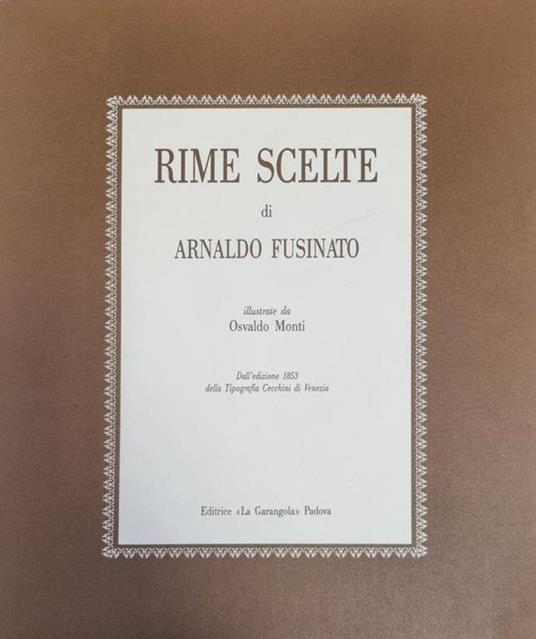 RIME SCELTE
di
ARNALDO FUSINATO
illustrate da
Osvaldo Monti
Dall'edizione 1853
della Tipografia Cecchini di Venezia
Editrice «La Garangola» Padova